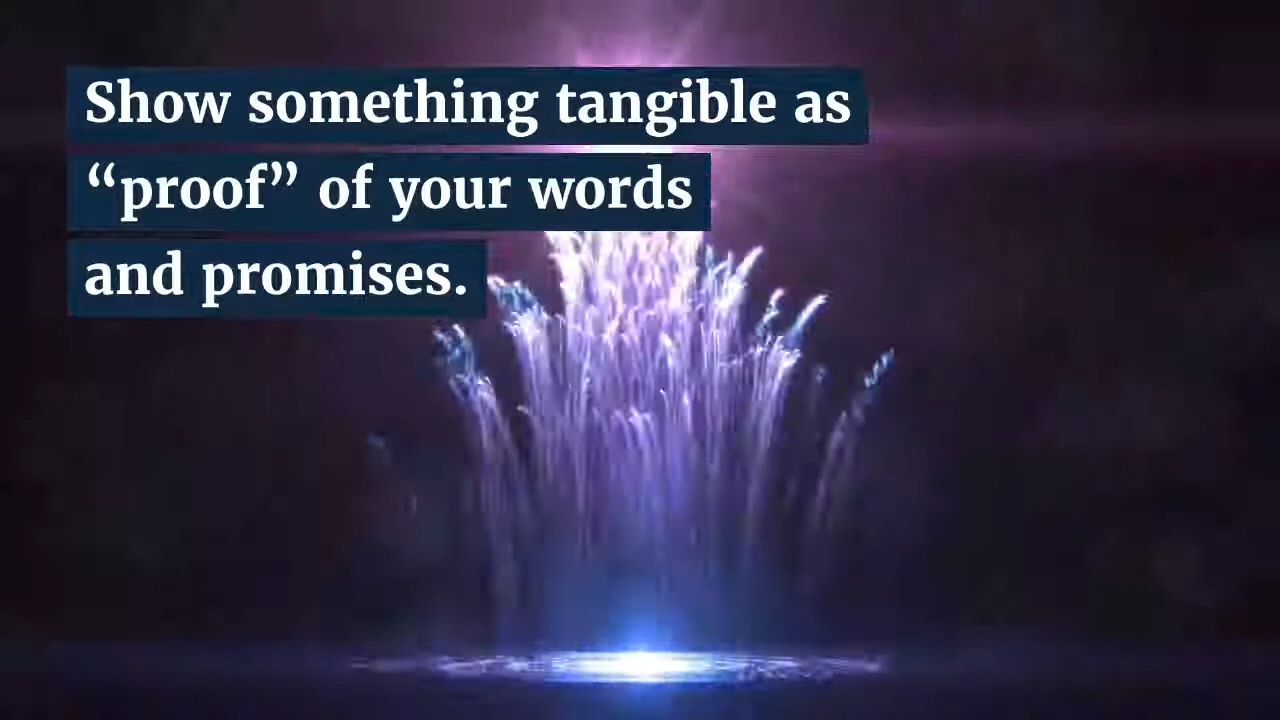 Show something tangible as
“proof” of your words
and promises.